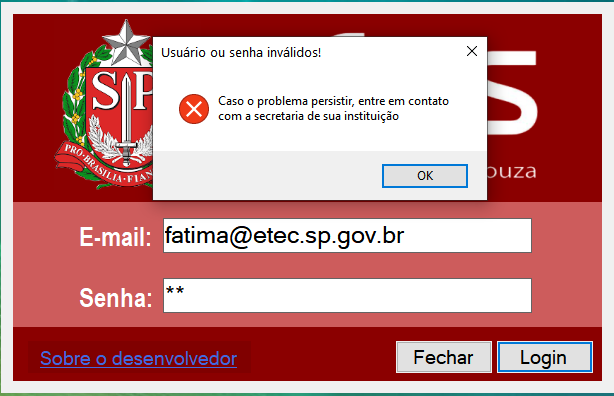 Usuário ou senha inválidos!
Caso o problema persistir, entre em contato
com a secretaria de sua instituição
OK
SP
PRÓ-BRASILIA-FIAN
ouza
E-mail: fatima@etec.sp.gov.br
Senha: **
Sobre o desenvolvedor
Fechar
Login